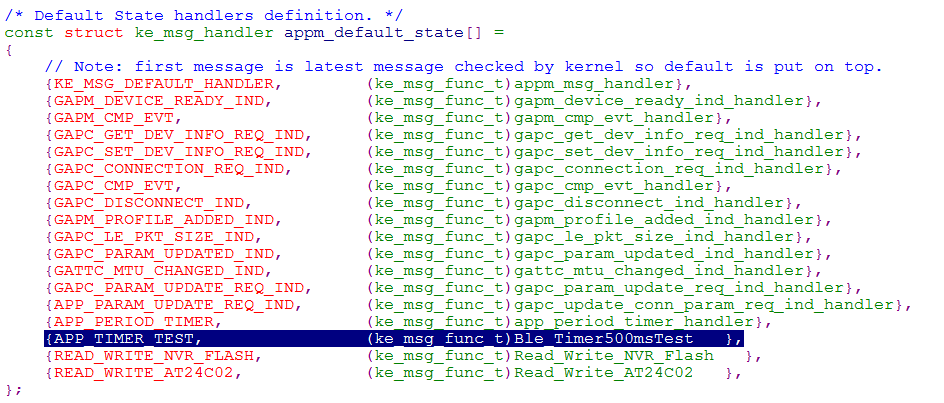 /* Default State handlers definition. */
const struct ke_msg_handler appm_default_state[] =
{
    // Note: first message is latest message checked by kernel so default is put on top.
    {KE_MSG_DEFAULT_HANDLER,        (ke_msg_func_t)appm_msg_handler},
    {GAPM_DEVICE_READY_IND,         (ke_msg_func_t)gapm_device_ready_ind_handler},
    {GAPM_CMP_EVT,                  (ke_msg_func_t)gapm_cmp_evt_handler},
    {GAPC_GET_DEV_INFO_REQ_IND,     (ke_msg_func_t)gapc_get_dev_info_req_ind_handler},
    {GAPC_SET_DEV_INFO_REQ_IND,     (ke_msg_func_t)gapc_set_dev_info_req_ind_handler},
    {GAPC_CONNECTION_REQ_IND,       (ke_msg_func_t)gapc_connection_req_ind_handler},
    {GAPC_CMP_EVT,                  (ke_msg_func_t)gapc_cmp_evt_handler},
    {GAPC_DISCONNECT_IND,           (ke_msg_func_t)gapc_disconnect_ind_handler},
    {GAPM_PROFILE_ADDED_IND,        (ke_msg_func_t)gapm_profile_added_ind_handler},
    {GAPC_LE_PKT_SIZE_IND,          (ke_msg_func_t)gapc_le_pkt_size_ind_handler},
    {GAPC_PARAM_UPDATED_IND,        (ke_msg_func_t)gapc_param_updated_ind_handler},
    {GATTC_MTU_CHANGED_IND,         (ke_msg_func_t)gattc_mtu_changed_ind_handler},
    {GAPC_PARAM_UPDATE_REQ_IND,     (ke_msg_func_t)gapc_param_update_req_ind_handler},
    {APP_PARAM_UPDATE_REQ_IND,      (ke_msg_func_t)gapc_update_conn_param_req_ind_handler},
    {APP_PERIOD_TIMER,              (ke_msg_func_t)app_period_timer_handler},
    {APP_TIMER_TEST,                (ke_msg_func_t)Ble_Timer500msTest   },
    {READ_WRITE_NVR_FLASH,          (ke_msg_func_t)Read_Write_NVR_Flash   },
    {READ_WRITE_AT24C02,            (ke_msg_func_t)Read_Write_AT24C02   },
};